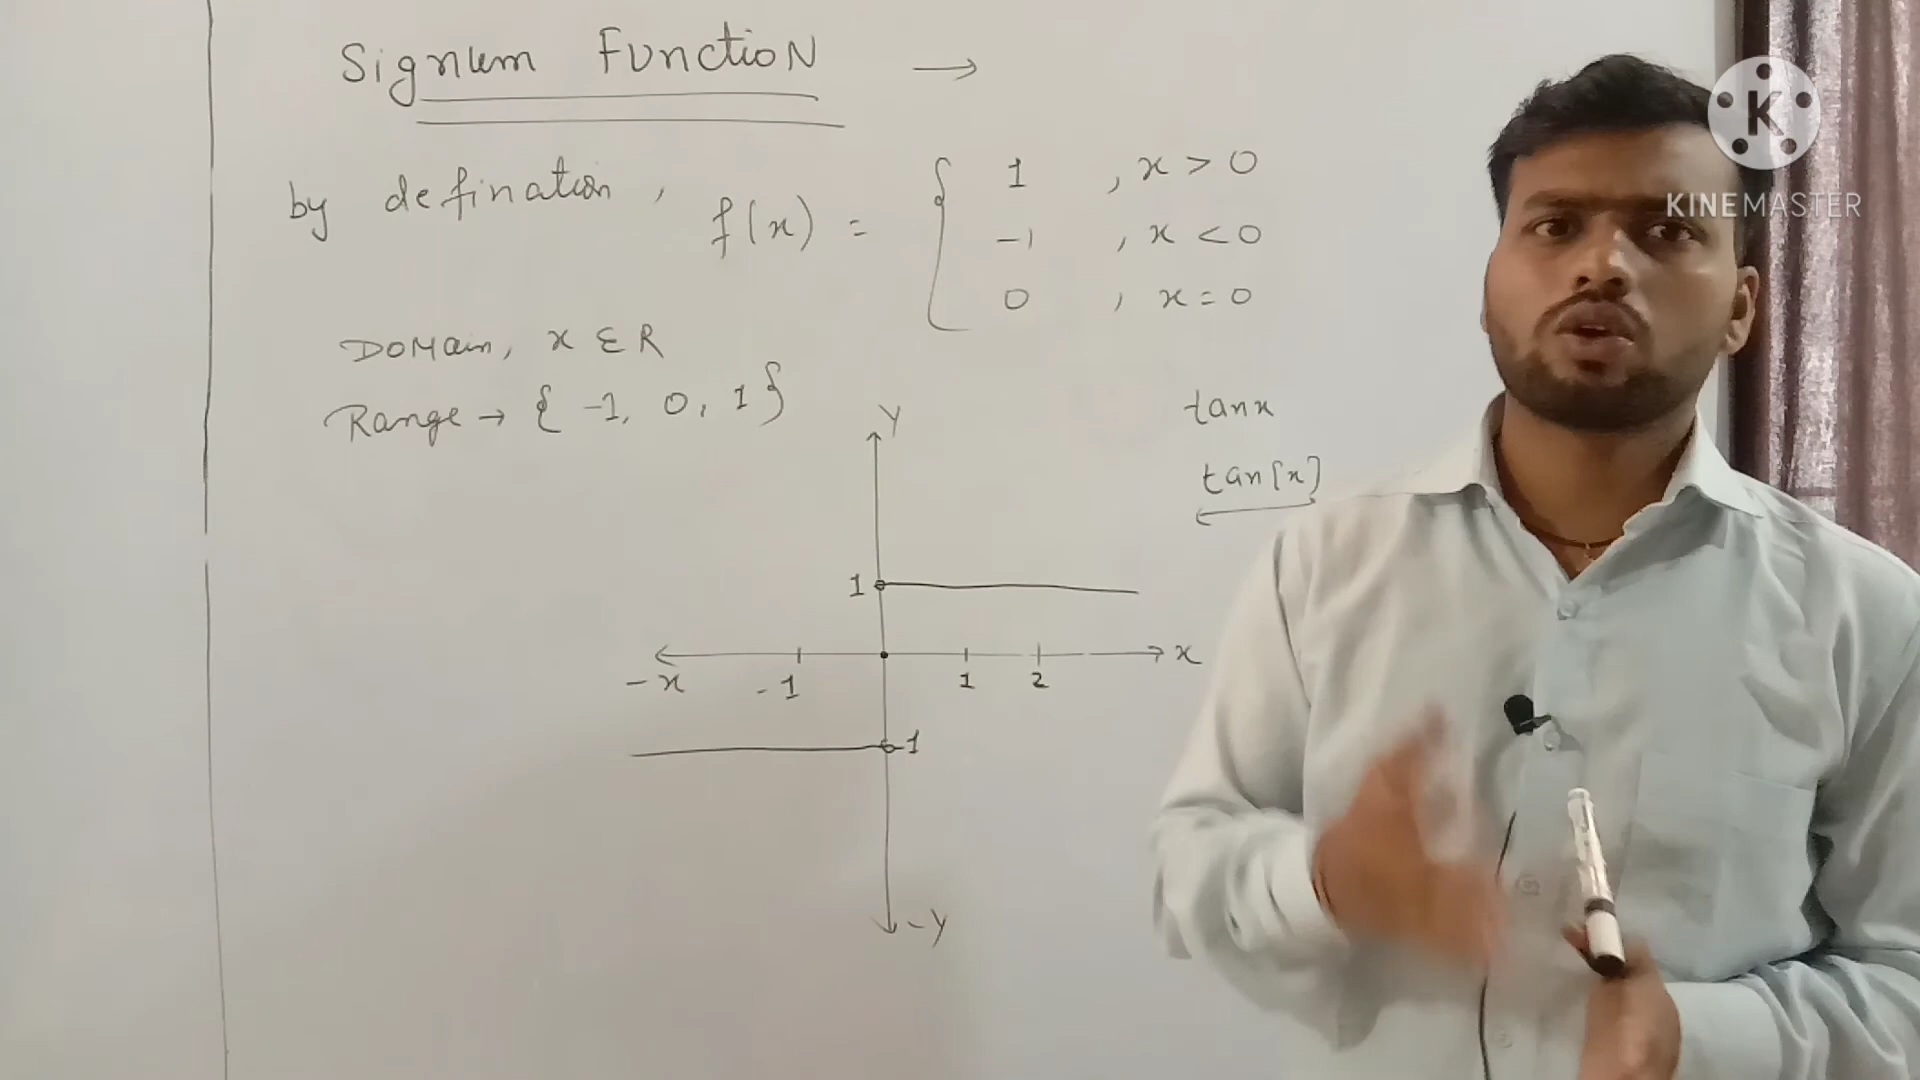 Signum Function →
by defination, f(x) = { 1 , x > 0
-1 , x < 0
0 , x = 0
Domain, x ∈ R
Range → { -1, 0, 1 }
tanx
tan[x]
Y
1
-x -1 1 2 x
-1
-Y
K
KINEMASTER